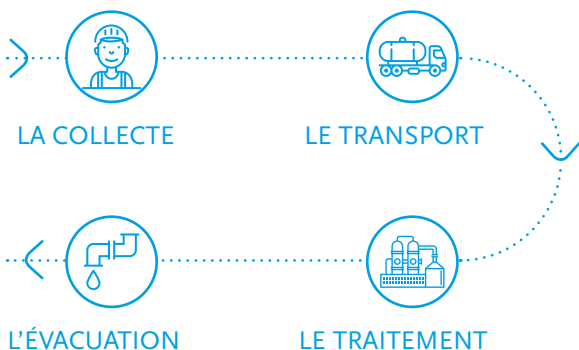 LA COLLECTE
LE TRANSPORT
LE TRAITEMENT
L'ÉVACUATION